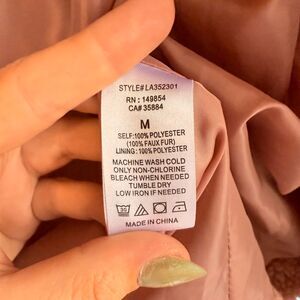 STYLE# LA352301
RN : 149854
CA# 35884
M
SELF:100% POLYESTER
(100% FAUX FUR)
LINING : 100% POLYESTER
MACHINE WASH COLD
ONLY NON-CHLORINE
BLEACH WHEN NEEDED
TUMBLE DRY
LOW IRON IF NEEDED
MADE IN CHINA